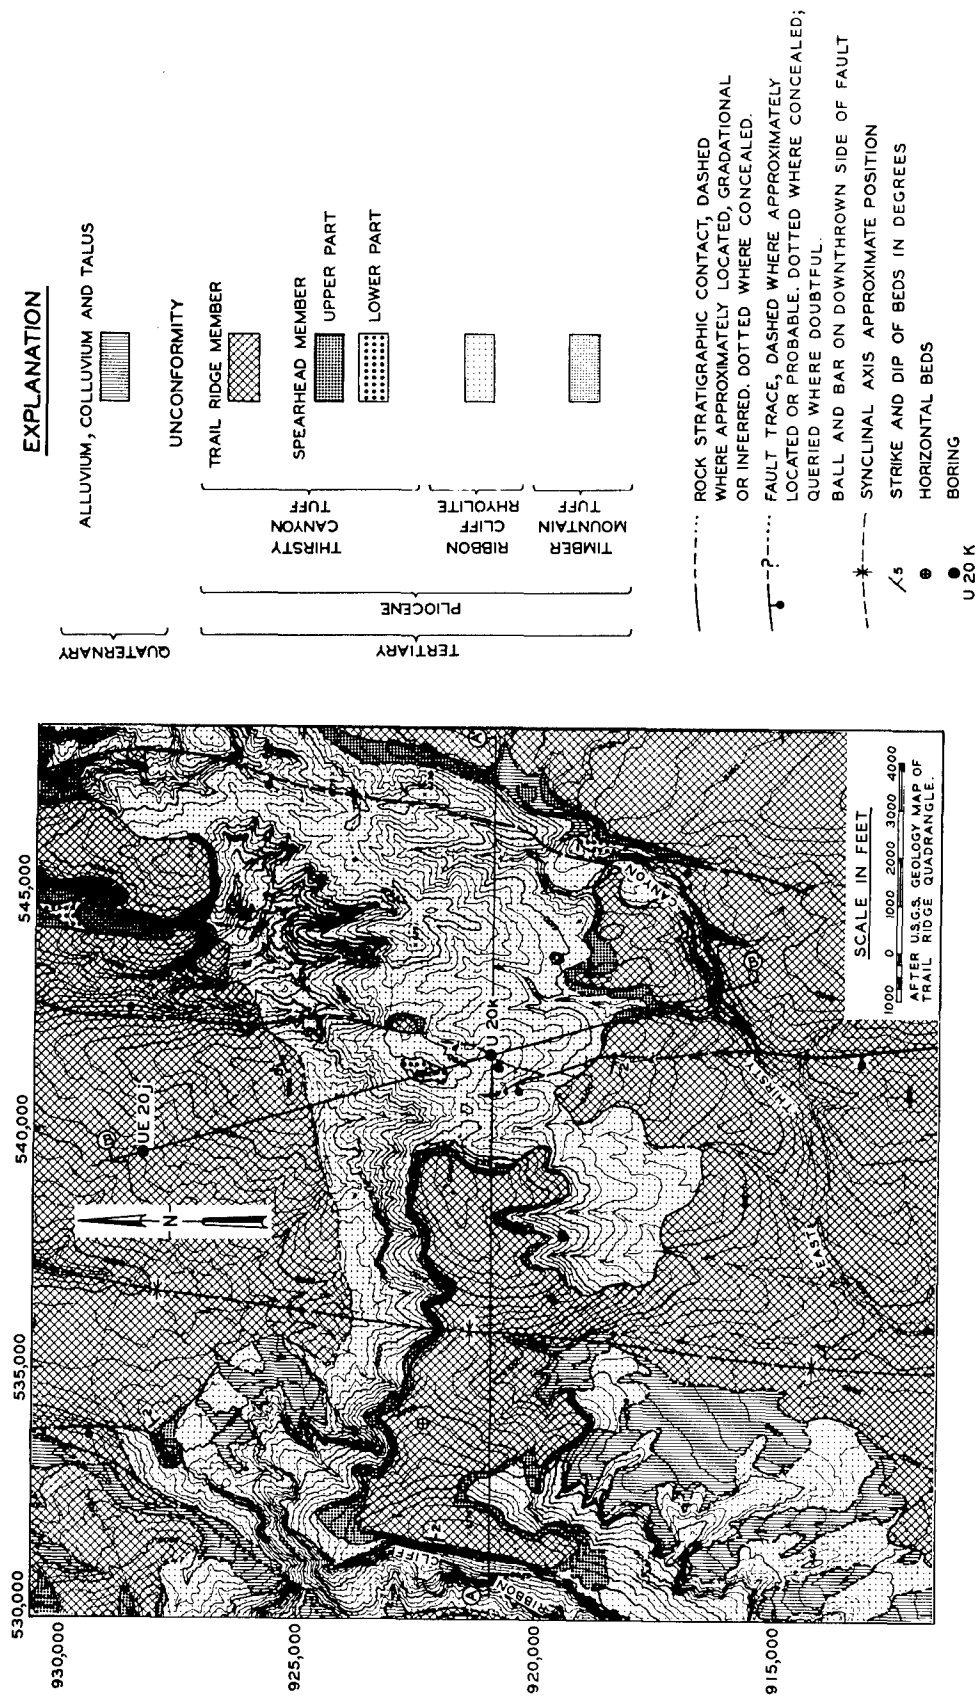 EXPLANATION
ALLUVIUM, COLLUVIUM AND TALUS
UNCONFORMITY
TRAIL RIDGE MEMBER
SPEARHEAD MEMBER
UPPER PART
LOWER PART
QUATERNARY
TERTIARY
PLIOCENE
THIRSTY
CANYON
TUFF
RIBBON
CLIFF
RHYOLITE
TIMBER
MOUNTAIN
TUFF
ROCK STRATIGRAPHIC CONTACT, DASHED
WHERE APPROXIMATELY LOCATED, GRADATIONAL
OR INFERRED. DOTTED WHERE CONCEALED.
?
FAULT TRACE, DASHED WHERE APPROXIMATELY
LOCATED OR PROBABLE. DOTTED WHERE CONCEALED;
QUERIED WHERE DOUBTFUL.
BALL AND BAR ON DOWNTHROWN SIDE OF FAULT
SYNCLINAL AXIS APPROXIMATE POSITION
5
STRIKE AND DIP OF BEDS IN DEGREES
HORIZONTAL BEDS
BORING
U 20 K
530,000
535,000
540,000
545,000
930,000
925,000
920,000
915,000
B
UE 20j
N
U 20k
A
A'
B'
RIBBON
CLIFF
EAST
THIRSTY
CANYON
SCALE IN FEET
1000 0 1000 2000 3000 4000
AFTER U.S.G.S. GEOLOGY MAP OF
TRAIL RIDGE QUADRANGLE.